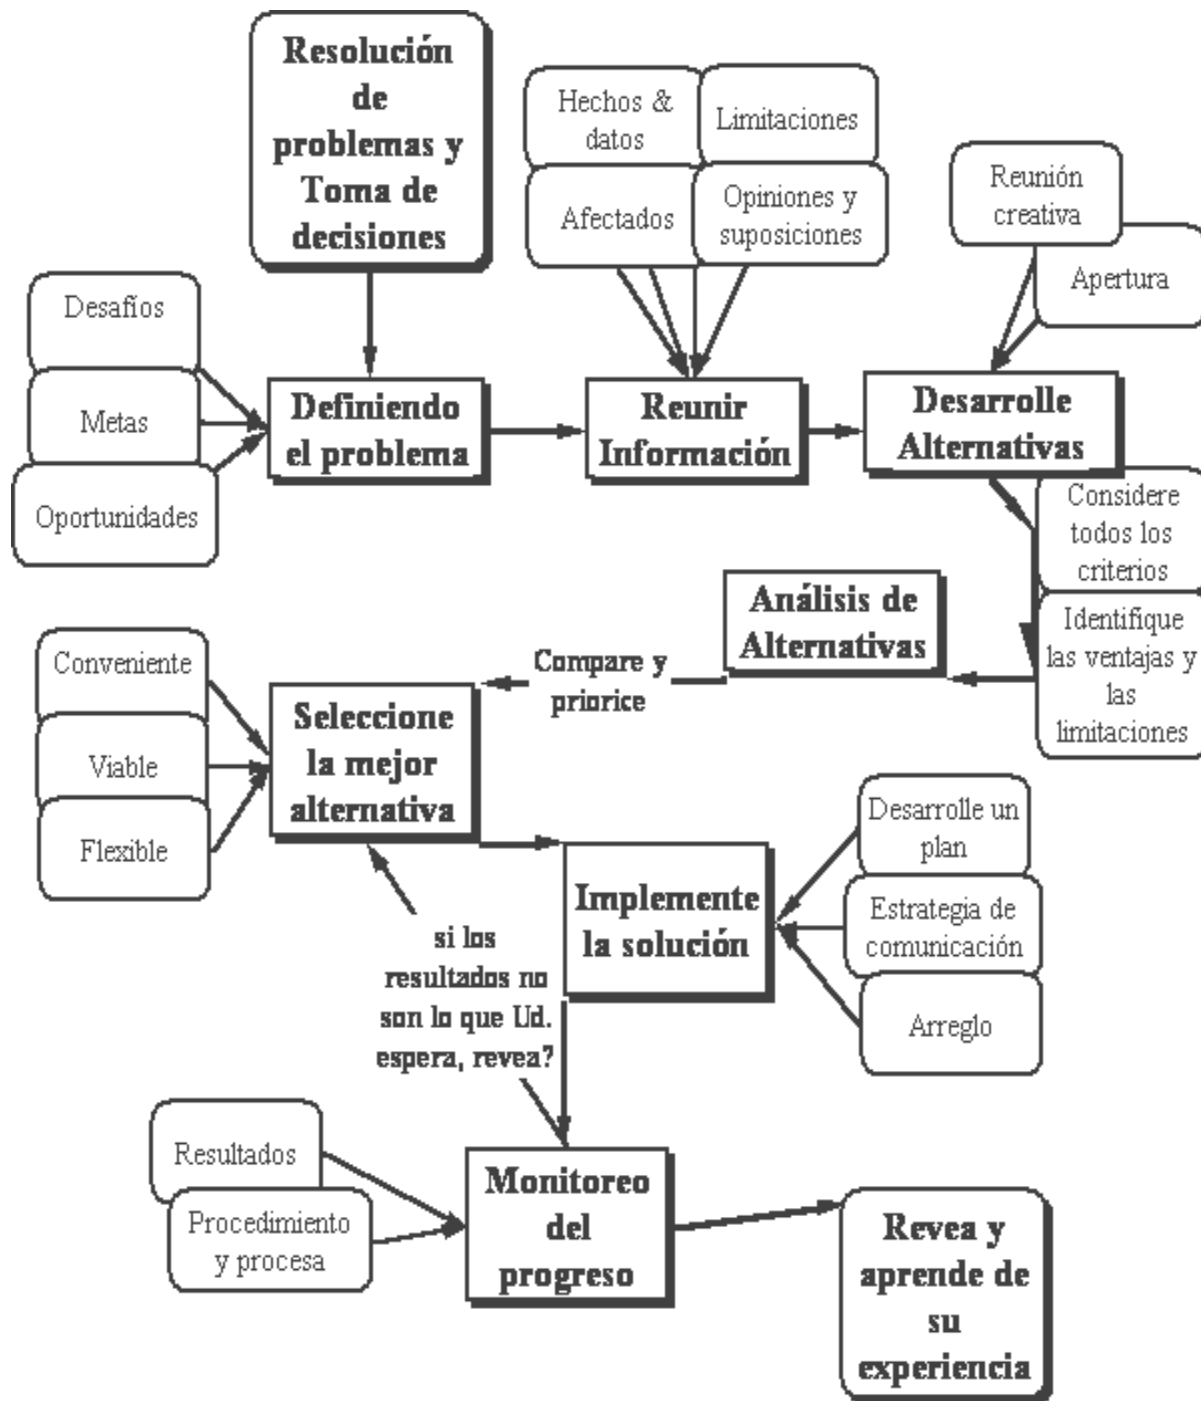 Resolución
de
problemas y
Toma de
decisiones
Hechos &
datos
Limitaciones
Afectados
Opiniones y
suposiciones
Reunión
creativa
Apertura
Desafíos
Metas
Oportunidades
Definiendo
el problema
Reunir
Información
Desarrolle
Alternativas
Considere
todos los
criterios
Identifique
las ventajas y
las
limitaciones
Análisis de
Alternativas
Compare y
priorice
Conveniente
Viable
Flexible
Seleccione
la mejor
alternativa
Implemente
la solución
Desarrolle un
plan
Estrategia de
comunicación
Arreglo
si los
resultados no
son lo que Ud.
espera, revea?
Resultados
Procedimiento
y procesa
Monitoreo
del
progreso
Revea y
aprende de
su
experiencia